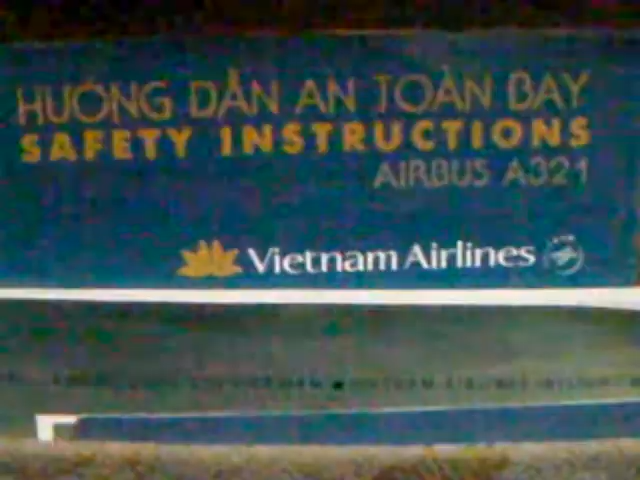 HƯỚNG DẪN AN TOÀN BAY
SAFETY INSTRUCTIONS
AIRBUS A321
Vietnam Airlines